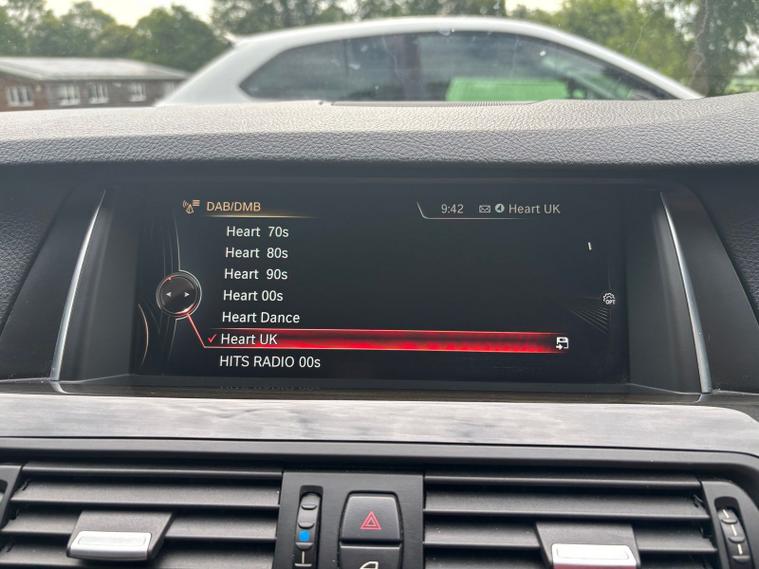 DAB/DMB
9:42 Heart UK
Heart 70s
Heart 80s
Heart 90s
Heart 00s
OPT
Heart Dance
Heart UK
HITS RADIO 00s